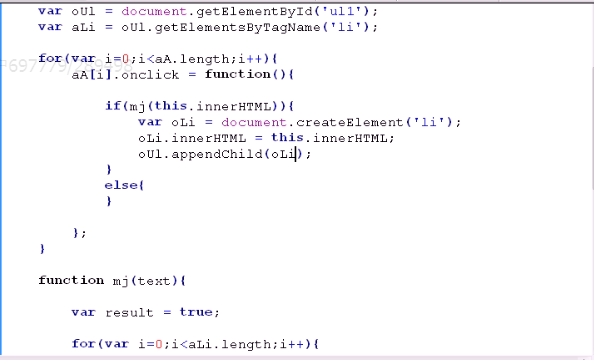 var oUl = document.getElementById('ul1');
var aLi = oUl.getElementsByTagName('li');
for(var i=0;i<aA.length;i++){
aA[i].onclick = function(){
if(mj(this.innerHTML)){
var oLi = document.createElement('li');
oLi.innerHTML = this.innerHTML;
oUl.appendChild(oLi);
}
else{
}
};
}
function mj(text){
var result = true;
for(var i=0;i<aLi.length;i++){